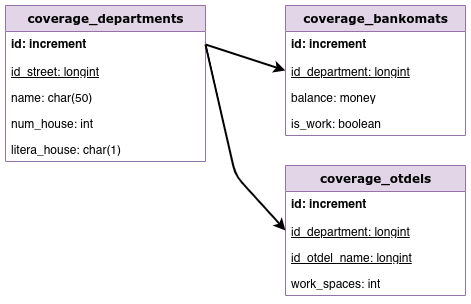 coverage_departments
id: increment
id_street: longint
name: char(50)
num_house: int
litera_house: char(1)
coverage_bankomats
id: increment
id_department: longint
balance: money
is_work: boolean
coverage_otdels
id: increment
id_department: longint
id_otdel_name: longint
work_spaces: int